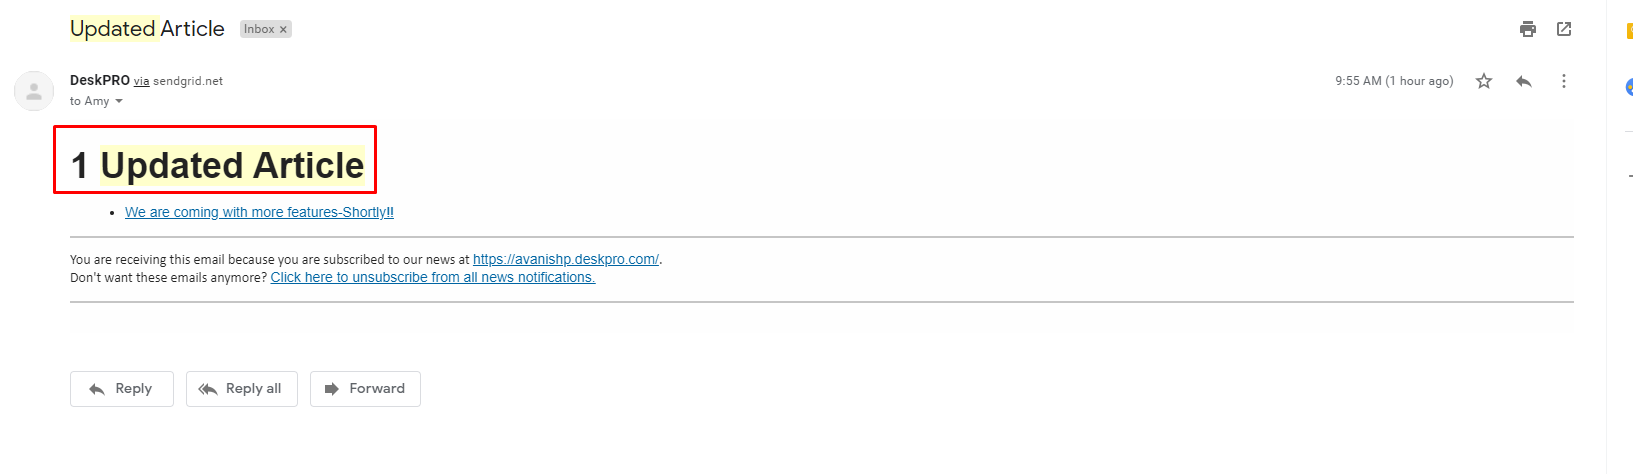 Updated Article Inbox ×
DeskPRO via sendgrid.net 9:55 AM (1 hour ago)
to Amy
1 Updated Article
• We are coming with more features-Shortly!!
You are receiving this email because you are subscribed to our news at https://avanishp.deskpro.com/.
Don't want these emails anymore? Click here to unsubscribe from all news notifications.
Reply Reply all Forward